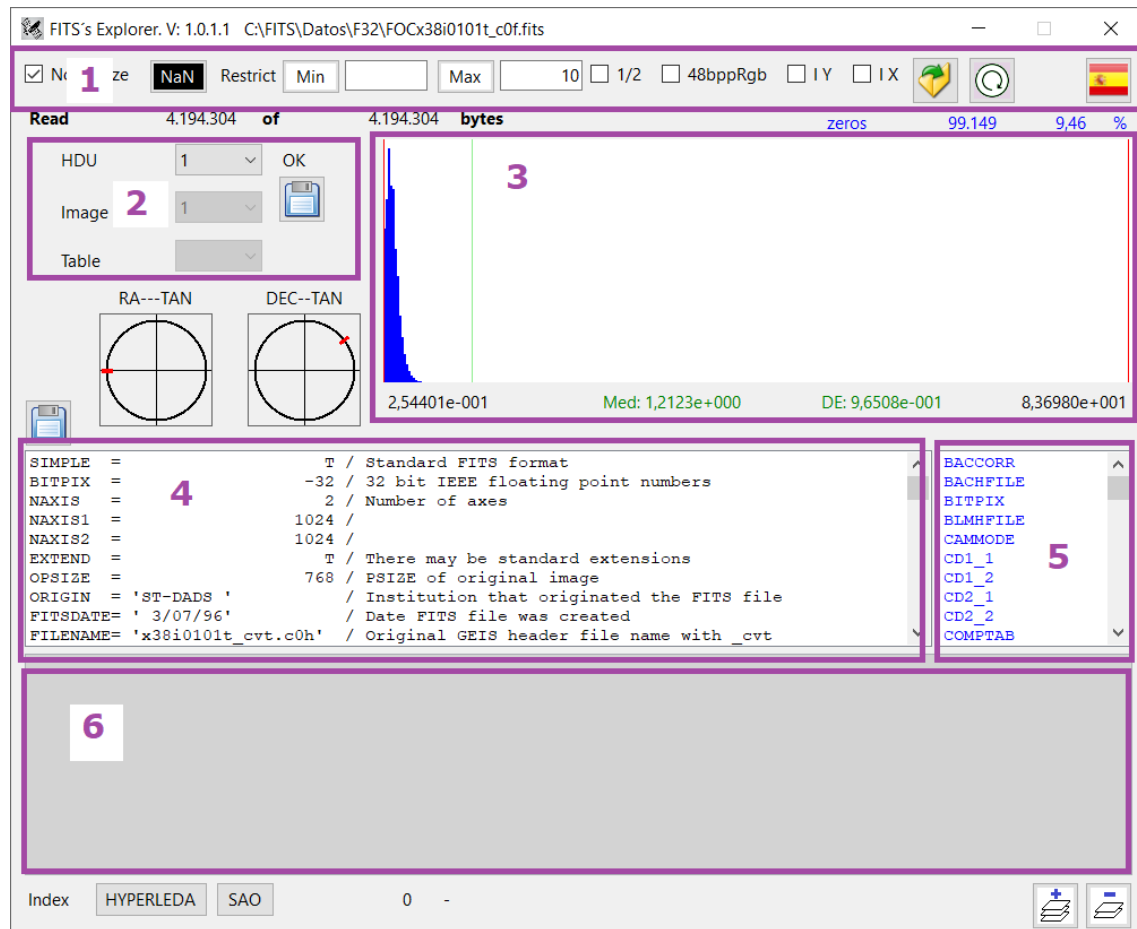 FITS´s Explorer. V: 1.0.1.1 C:\FITS\Datos\F32\FOCx38i0101t_c0f.fits
1 NaN Restrict Min Max 10 1/2 48bppRgb I Y I X
Read 4.194.304 of 4.194.304 bytes zeros 99.149 9,46 %
HDU 1 OK
3
Image 2 1
Table
RA---TAN DEC--TAN
2,54401e-001 Med: 1,2123e+000 DE: 9,6508e-001 8,36980e+001
SIMPLE = T / Standard FITS format
BITPIX = -32 / 32 bit IEEE floating point numbers
NAXIS = 2 / Number of axes
NAXIS1 = 1024 /
NAXIS2 = 1024 /
EXTEND = T / There may be standard extensions
OPSIZE = 768 / PSIZE of original image
ORIGIN = 'ST-DADS ' / Institution that originated the FITS file
FITSDATE= ' 3/07/96' / Date FITS file was created
FILENAME= 'x38i0101t_cvt.c0h' / Original GEIS header file name with _cvt
4
BACCORR
BACHFILE
BITPIX
BLMHFILE
CAMMODE
CD1_1
CD1_2
CD2_1
CD2_2
COMPTAB
5
6
Index HYPERLEDA SAO 0 -